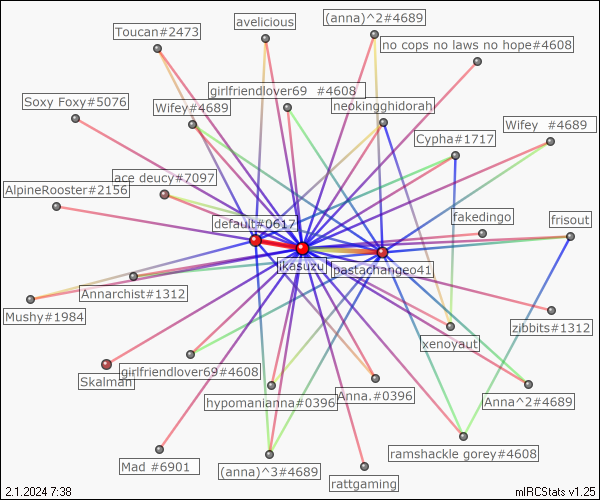 (anna)^2#4689
avelicious
Toucan#2473
no cops no laws no hope#4608
girlfriendlover69 #4608
Soxy Foxy#5076
Wifey#4689
neokingghidorah
Wifey #4689
Cypha#1717
ace deucy#7097
AlpineRooster#2156
default#0617
fakedingo
frisout
jkasuzu
pastachangeo41
Annarchist#1312
Mushy#1984
zibbits#1312
xenoyaut
girlfriendlover69#4608
Skalman
hypomanianna#0396
Anna.#0396
Anna^2#4689
ramshackle gorey#4608
Mad #6901
(anna)^3#4689
rattgaming
2.1.2024 7:38
mIRCStats v1.25